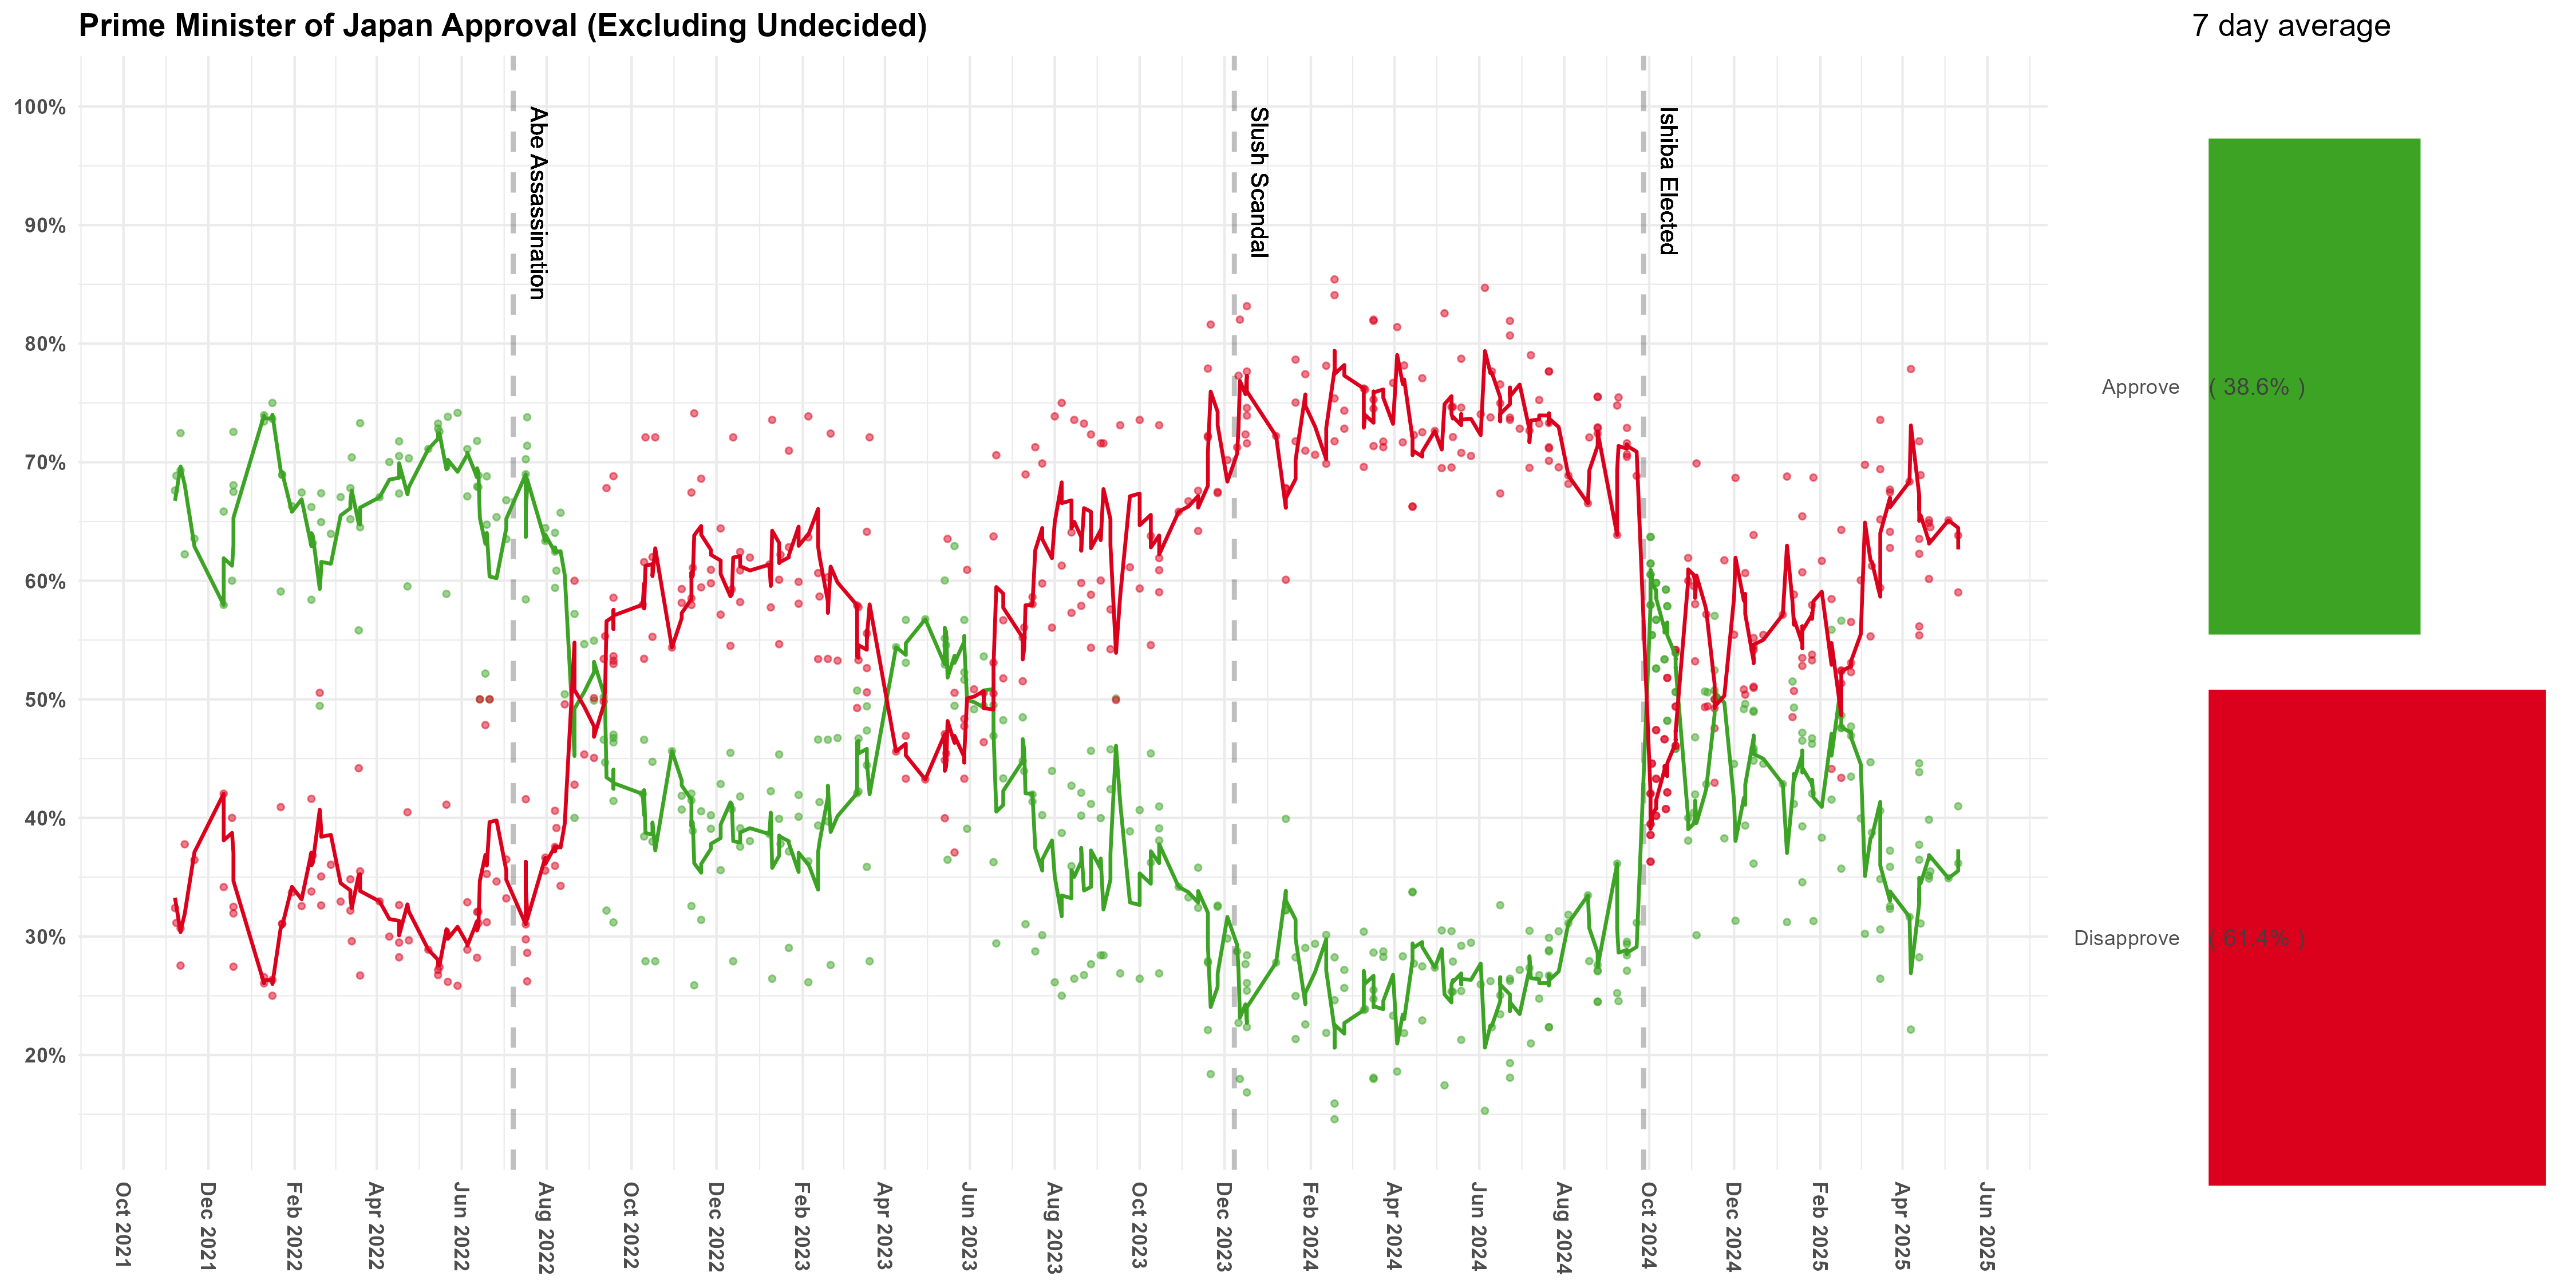 Prime Minister of Japan Approval (Excluding Undecided)
7 day average
100%
90%
80%
70%
60%
50%
40%
30%
20%
Abe Assassination
Slush Scandal
Ishiba Elected
Approve
( 38.6% )
Disapprove
( 61.4% )
Oct 2021
Dec 2021
Feb 2022
Apr 2022
Jun 2022
Aug 2022
Oct 2022
Dec 2022
Feb 2023
Apr 2023
Jun 2023
Aug 2023
Oct 2023
Dec 2023
Feb 2024
Apr 2024
Jun 2024
Aug 2024
Oct 2024
Dec 2024
Feb 2025
Apr 2025
Jun 2025